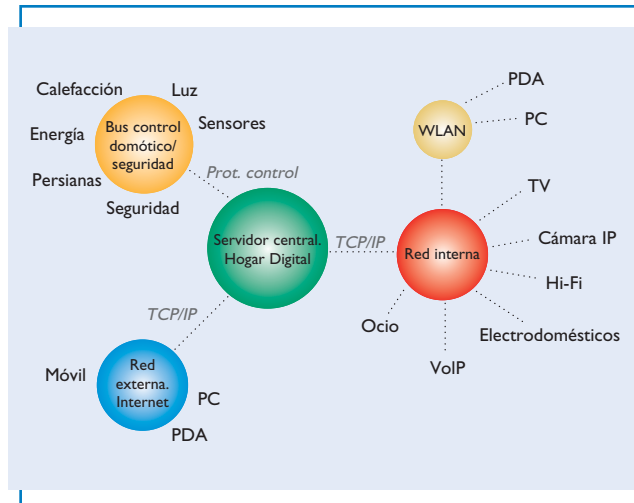 Calefacción
Luz
Energía
Bus control
domótico/
seguridad
Sensores
Persianas
Seguridad
Prot. control
Servidor central.
Hogar Digital
TCP/IP
TCP/IP
Red
externa.
Internet
Móvil
PC
PDA
WLAN
PDA
PC
Red interna
TV
Cámara IP
Hi-Fi
Electrodomésticos
VoIP
Ocio